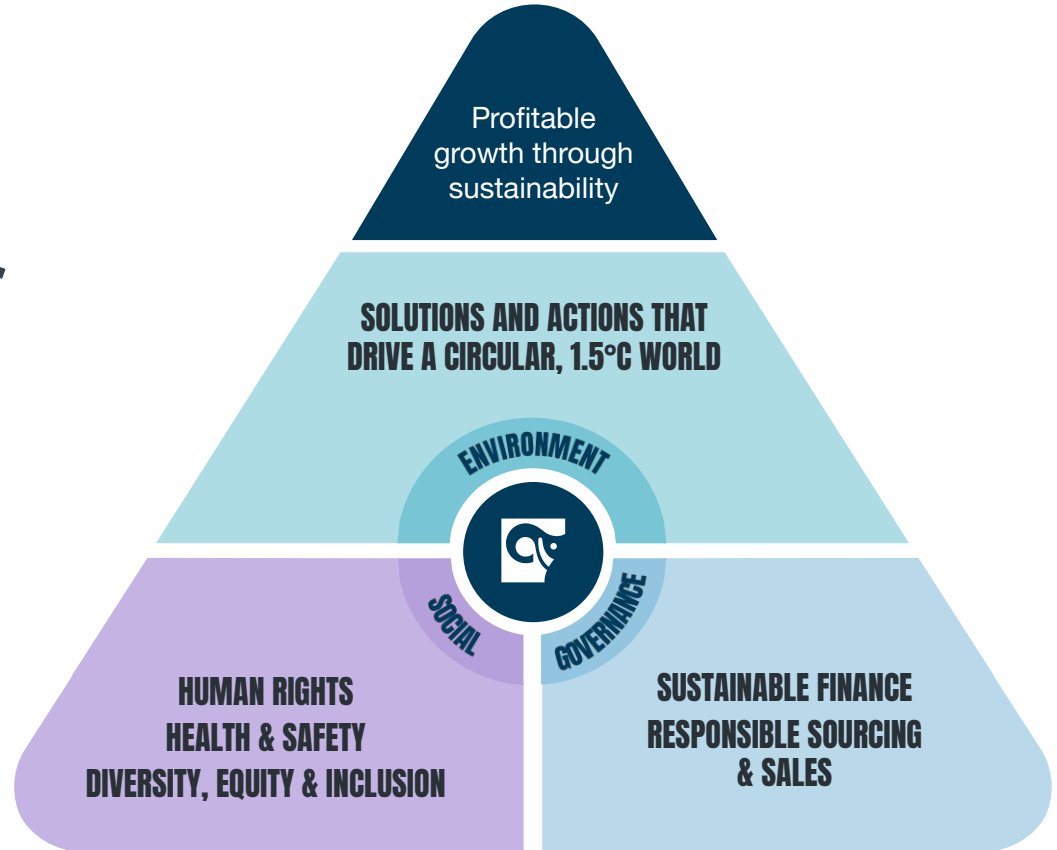 Profitable
growth through
sustainability
SOLUTIONS AND ACTIONS THAT
DRIVE A CIRCULAR, 1.5°C WORLD
ENVIRONMENT
SOCIAL
GOVERNANCE
HUMAN RIGHTS
HEALTH & SAFETY
DIVERSITY, EQUITY & INCLUSION
SUSTAINABLE FINANCE
RESPONSIBLE SOURCING
& SALES